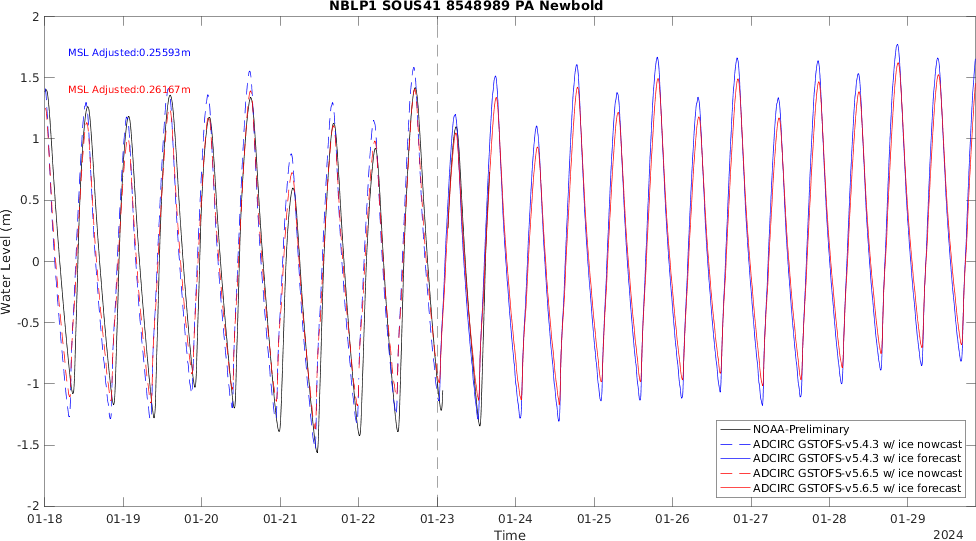 NBLP1 SOUS41 8548989 PA Newbold
2
1.5
1
0.5
0
-0.5
-1
-1.5
-2
Water Level (m)
MSL Adjusted:0.25593m
MSL Adjusted:0.26167m
NOAA-Preliminary
ADCIRC GSTOFS-v5.4.3 w/ ice nowcast
ADCIRC GSTOFS-v5.4.3 w/ ice forecast
ADCIRC GSTOFS-v5.6.5 w/ ice nowcast
ADCIRC GSTOFS-v5.6.5 w/ ice forecast
01-18 01-19 01-20 01-21 01-22 01-23 01-24 01-25 01-26 01-27 01-28 01-29
Time
2024